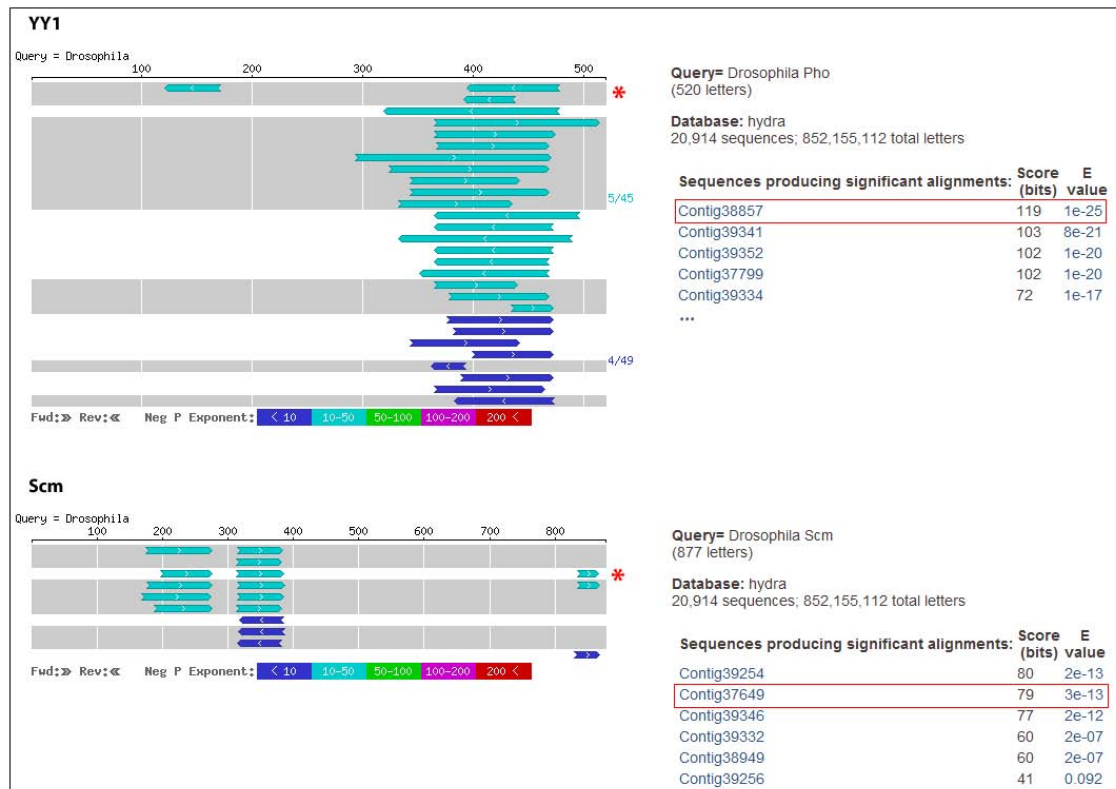 YY1
Query = Drosophila
100 200 300 400 500
*
5/45
4/49
Fwd: Rev: Neg P Exponent: < 10 10-50 50-100 100-200 200 <
Query= Drosophila Pho
(520 letters)
Database: hydra
20,914 sequences; 852,155,112 total letters
Sequences producing significant alignments: Score (bits) E value
Contig38857 119 1e-25
Contig39341 103 8e-21
Contig39352 102 1e-20
Contig37799 102 1e-20
Contig39334 72 1e-17
...
Scm
Query = Drosophila
100 200 300 400 500 600 700 800
*
Fwd: Rev: Neg P Exponent: < 10 10-50 50-100 100-200 200 <
Query= Drosophila Scm
(877 letters)
Database: hydra
20,914 sequences; 852,155,112 total letters
Sequences producing significant alignments: Score (bits) E value
Contig39254 80 2e-13
Contig37649 79 3e-13
Contig39346 77 2e-12
Contig39332 60 2e-07
Contig38949 60 2e-07
Contig39256 41 0.092